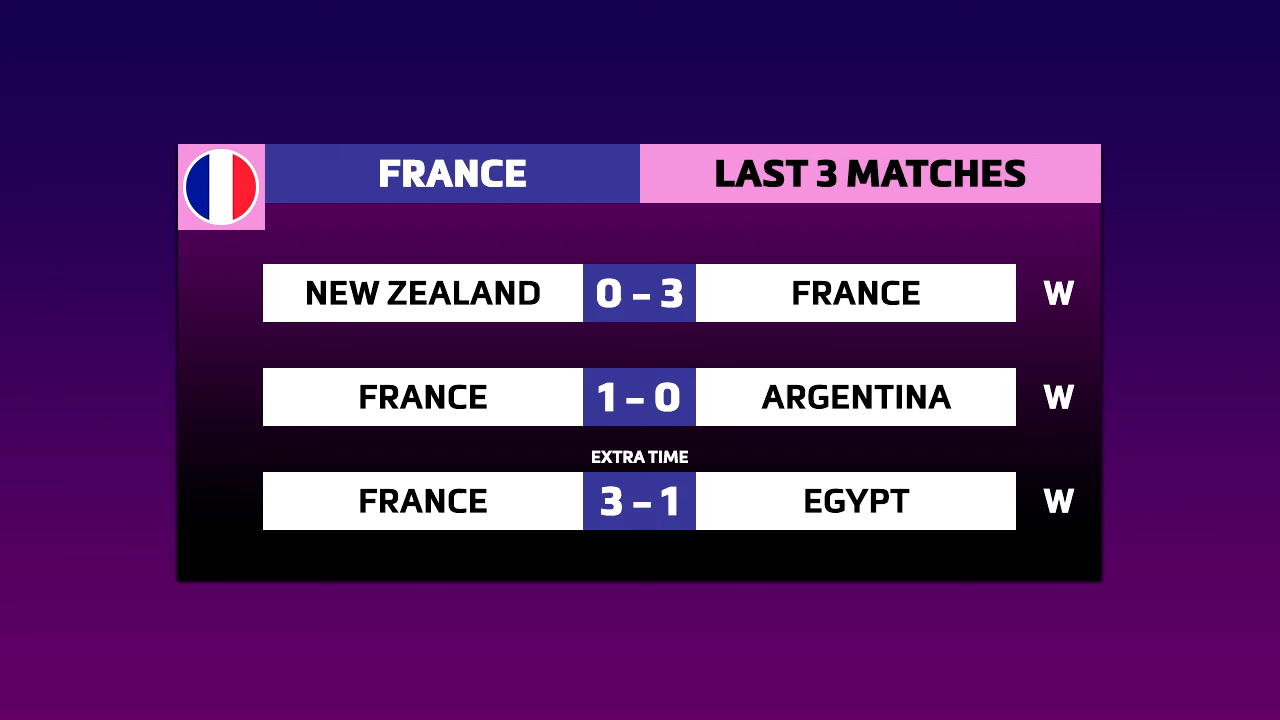 FRANCE LAST 3 MATCHES
NEW ZEALAND 0 – 3 FRANCE W
FRANCE 1 – 0 ARGENTINA W
EXTRA TIME
FRANCE 3 – 1 EGYPT W